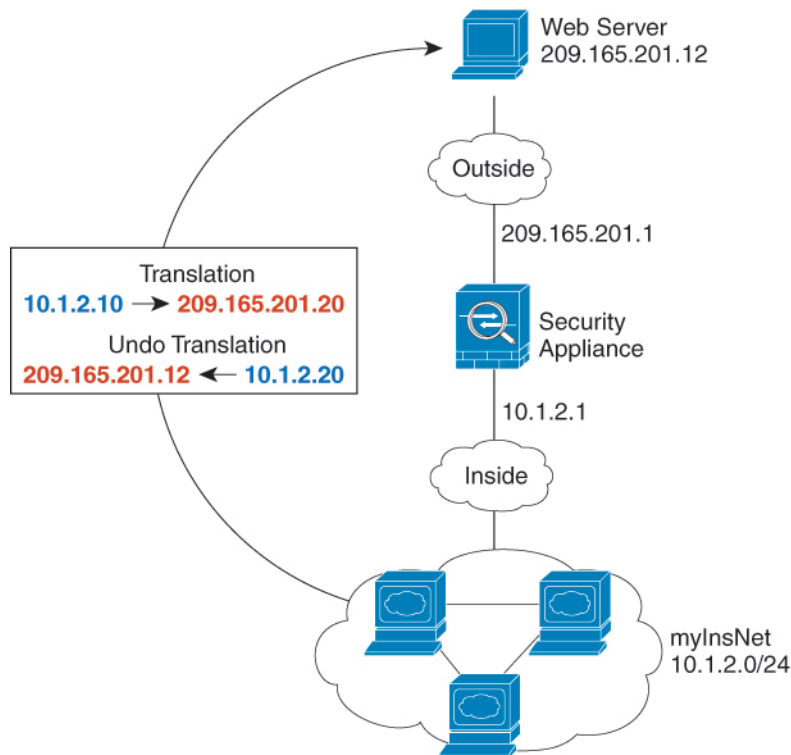 Web Server
209.165.201.12
Outside
209.165.201.1
Translation
10.1.2.10 → 209.165.201.20
Undo Translation
209.165.201.12 ← 10.1.2.20
Security
Appliance
10.1.2.1
Inside
myInsNet
10.1.2.0/24